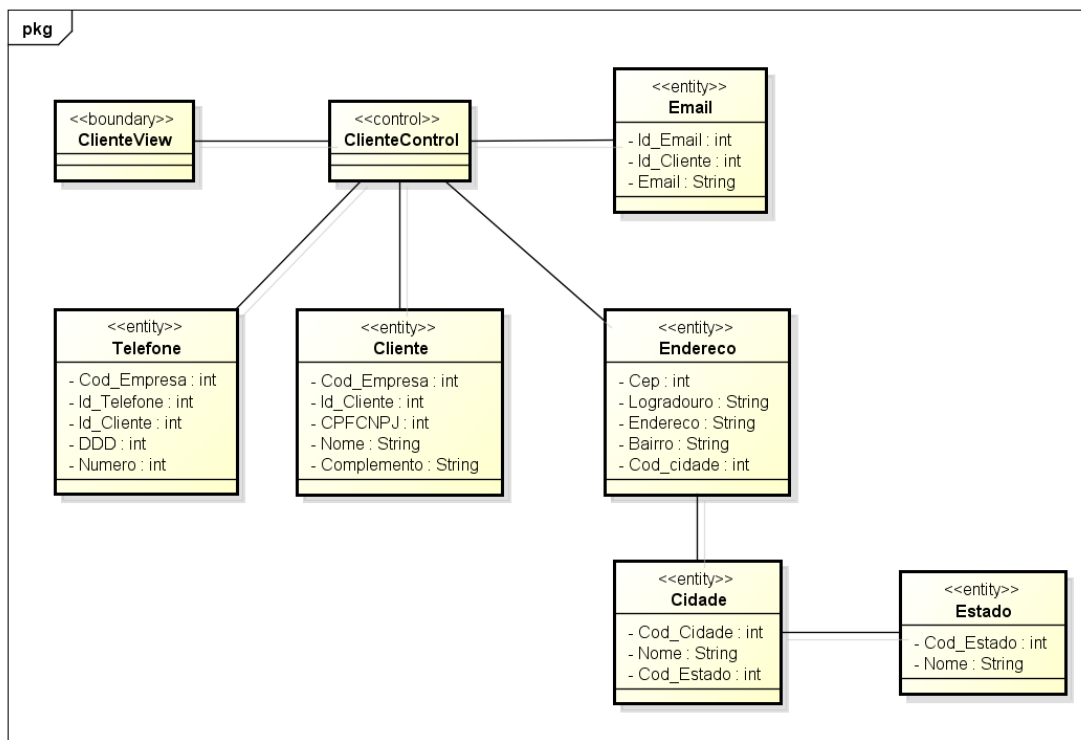 pkg
<<boundary>>
ClienteView
<<control>>
ClienteControl
<<entity>>
Email
- Id_Email : int
- Id_Cliente : int
- Email : String
<<entity>>
Telefone
- Cod_Empresa : int
- Id_Telefone : int
- Id_Cliente : int
- DDD : int
- Numero : int
<<entity>>
Cliente
- Cod_Empresa : int
- Id_Cliente : int
- CPFCNPJ : int
- Nome : String
- Complemento : String
<<entity>>
Endereco
- Cep : int
- Logradouro : String
- Endereco : String
- Bairro : String
- Cod_cidade : int
<<entity>>
Cidade
- Cod_Cidade : int
- Nome : String
- Cod_Estado : int
<<entity>>
Estado
- Cod_Estado : int
- Nome : String